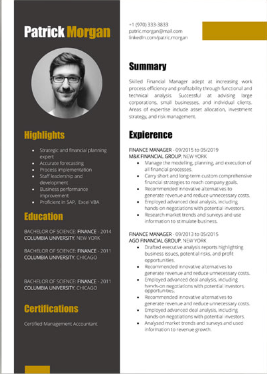 Patrick Morgan
+1 (970) 333-3833
patric.morgan@mail.com
linkedin.com/patricmorgan
Summary
Skilled Financial Manager adept at increasing work
process efficiency and profitability through functional and
technical analysis. Successful at advising large
corporations, small businesses, and individual clients.
Areas of expertise include asset allocation, investment
strategy, and risk management.
Highlights
Strategic and financial planning
expert
Accurate forecasting
Process implementation
Staff leadership and
development
Business performance
improvement
Proficient in SAP, Excel VBA
Education
BACHELOR OF SCIENCE: FINANCE - 2014
COLUMBIA UNIVERSITY, NEW YORK
BACHELOR OF SCIENCE: FINANCE - 2011
COLUMBIA UNIVERSITY, CHICAGO
BACHELOR OF SCIENCE: FINANCE - 2011
COLUMBIA UNIVERSITY, CHICAGO
Certifications
Certified Management Accountant
Expierence
FINANCE MANAGER - 09/2015 to 05/2019
M&K FINANCIAL GROUP, NEW YORK
Manage the modelling, planning, and execution of
all financial processes.
Carry short and long-term custom comprehensive
financial strategies to reach company goals.
Recommended innovative alternatives to
generate revenue and reduce unnecessary costs.
Employed advanced deal analysis, including
hands-on negotiations with potential investors.
Research market trends and surveys and use
information to stimulate business.
FINANCE MANAGER - 09/2013 to 05/2015
AGO FINANCIAL GROUP, NEW YORK
Drafted executive analysis reports highlighting
business issues, potential risks, and profit
opportunities.
Recommended innovative alternatives to
generate revenue and reduce unnecessary costs.
Employed advanced deal analysis, including
hands-on negotiations with potential investors
opportunities.
Recommended innovative alternatives to
generate revenue and reduce unnecessary costs.
Employed advanced deal analysis, including
hands-on negotiations with potential investors.
Analysed market trends and surveys and used
information to revenue growth.